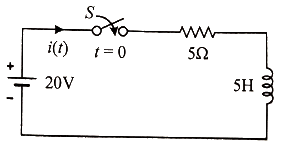 S
i(t)
t = 0
5Ω
+
20V
-
5H